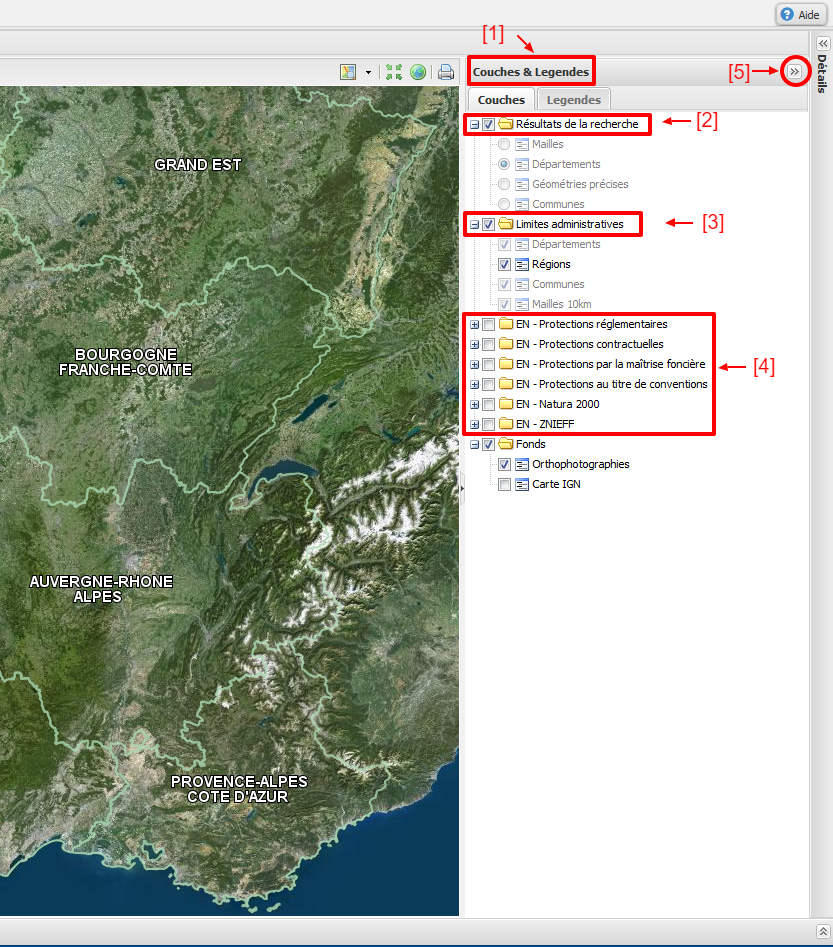 Aide
[1]
Couches & Legendes
[5]
Détails
Couches
Legendes
Résultats de la recherche
[2]
Mailles
Départements
Géométries précises
Communes
Limites administratives
[3]
Départements
Régions
Communes
Mailles 10km
EN - Protections réglementaires
EN - Protections contractuelles
EN - Protections par la maîtrise foncière
[4]
EN - Protections au titre de conventions
EN - Natura 2000
EN - ZNIEFF
Fonds
Orthophotographies
Carte IGN
GRAND EST
BOURGOGNE
FRANCHE-COMTE
AUVERGNE-RHONE
ALPES
PROVENCE-ALPES
COTE D'AZUR